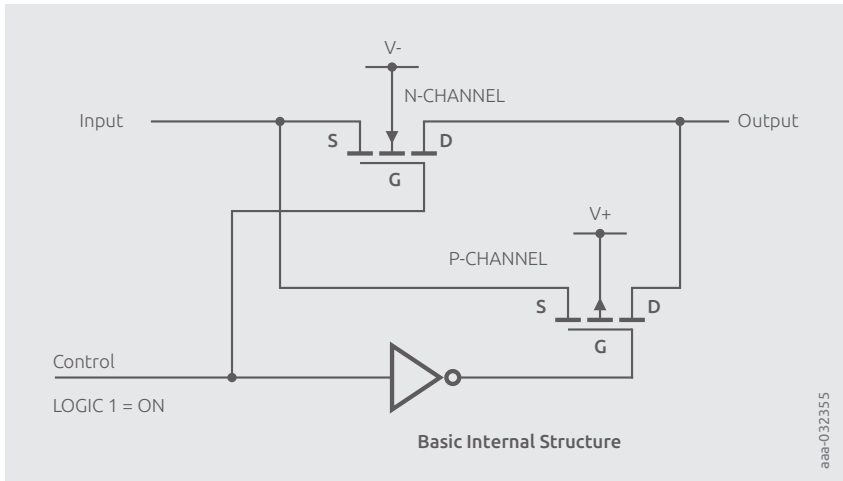 V-
N-CHANNEL
Input
Output
S
D
G
V+
P-CHANNEL
S
D
G
Control
LOGIC 1 = ON
Basic Internal Structure
aaa-032355